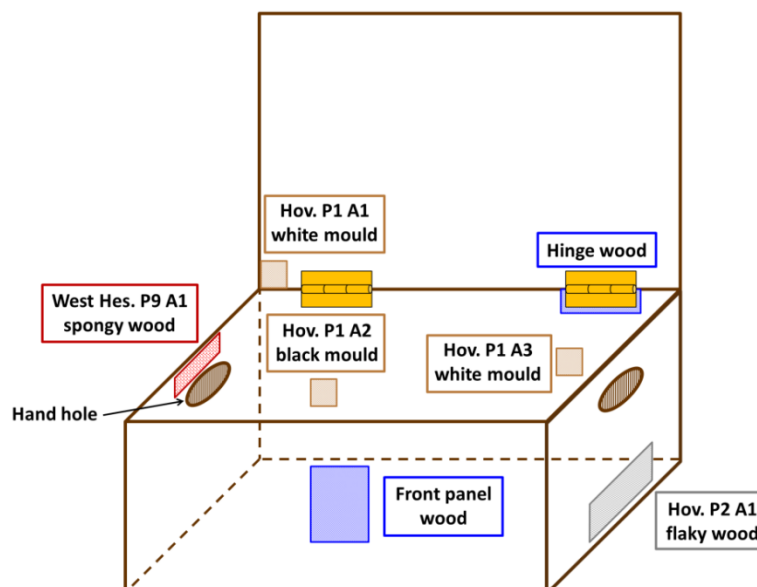 Hov. P1 A1
white mould
Hinge wood
West Hes. P9 A1
spongy wood
Hov. P1 A2
black mould
Hov. P1 A3
white mould
Hand hole
Front panel
wood
Hov. P2 A1
flaky wood